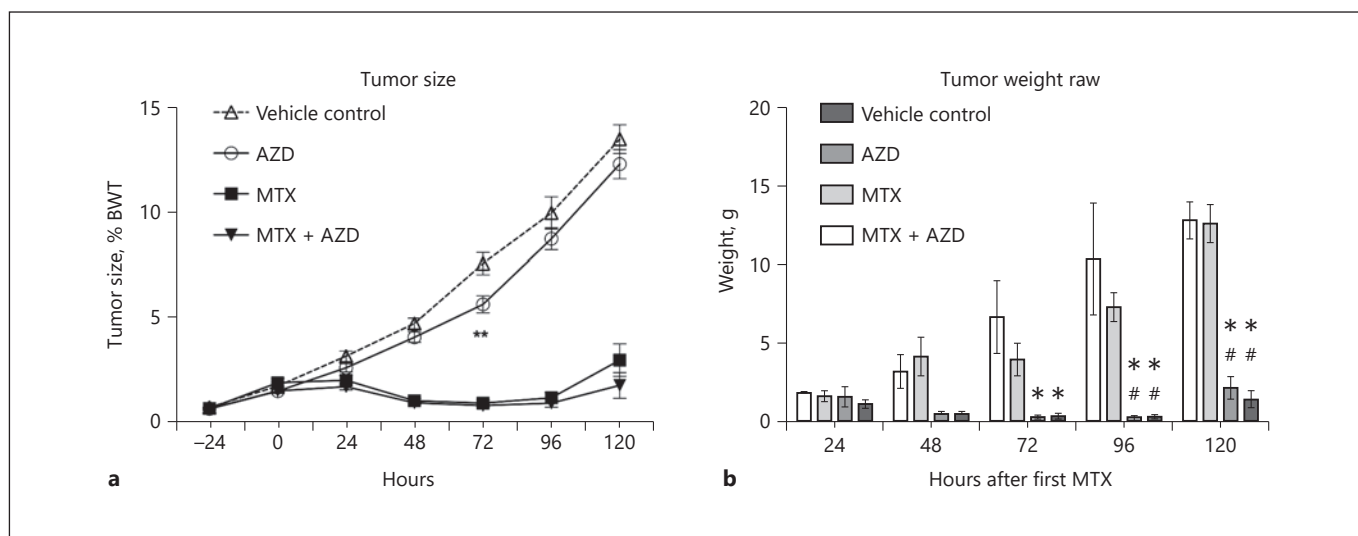 Tumor size
15
10
5
0
Tumor size, % BWT
Vehicle control
AZD
MTX
MTX + AZD
**
–24 0 24 48 72 96 120
Hours
a
Tumor weight raw
20
15
10
5
0
Weight, g
Vehicle control
AZD
MTX
MTX + AZD
* *
* *
# #
* *
# #
24 48 72 96 120
Hours after first MTX
b